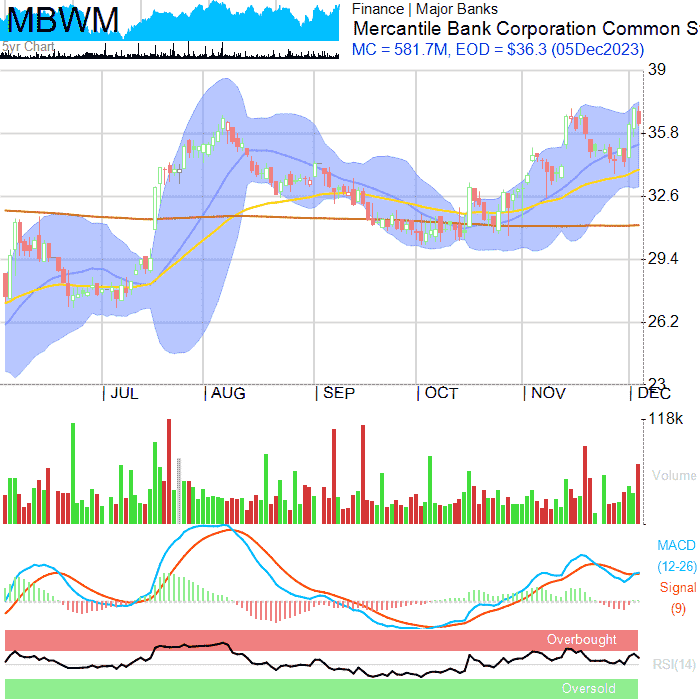 MBWM
5yr Chart
Finance | Major Banks
Mercantile Bank Corporation Common S
MC = 581.7M, EOD = $36.3 (05Dec2023)
39
35.8
32.6
29.4
26.2
23
JUL AUG SEP OCT NOV DEC
118k
Volume
MACD
(12-26)
Signal
(9)
Overbought
RSI(14)
Oversold